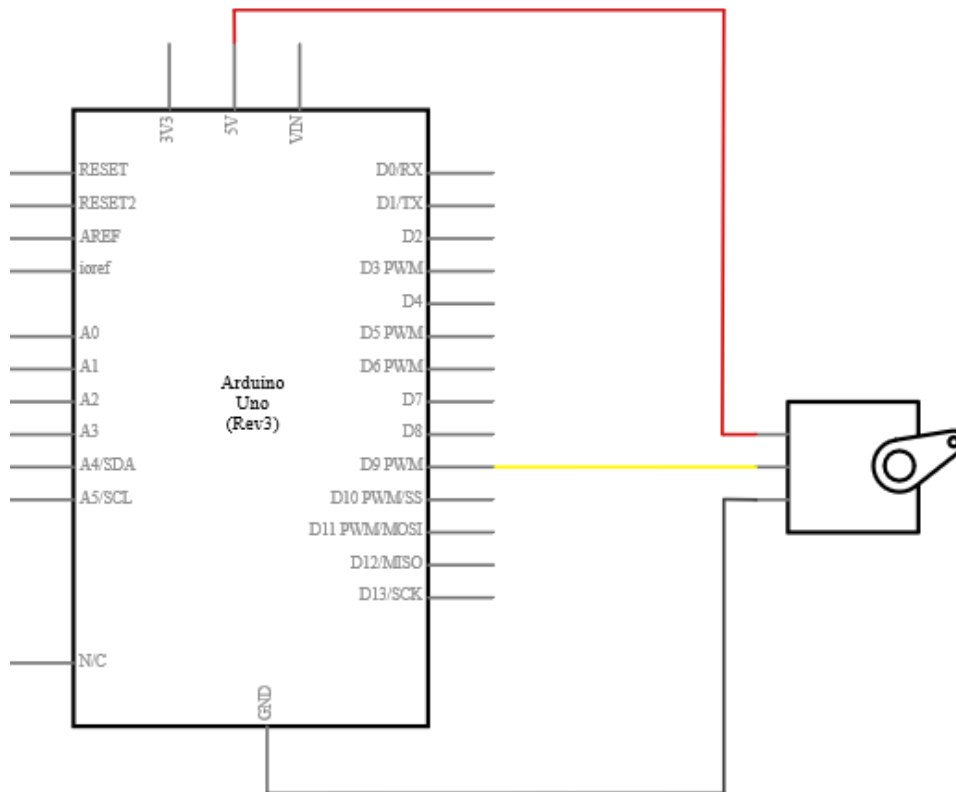 3V3
5V
VIN
RESET
RESET2
AREF
ioref
A0
A1
A2
A3
A4/SDA
A5/SCL
N/C
Arduino
Uno
(Rev3)
D0/RX
D1/TX
D2
D3 PWM
D4
D5 PWM
D6 PWM
D7
D8
D9 PWM
D10 PWM/SS
D11 PWM/MOSI
D12/MISO
D13/SCK
GND